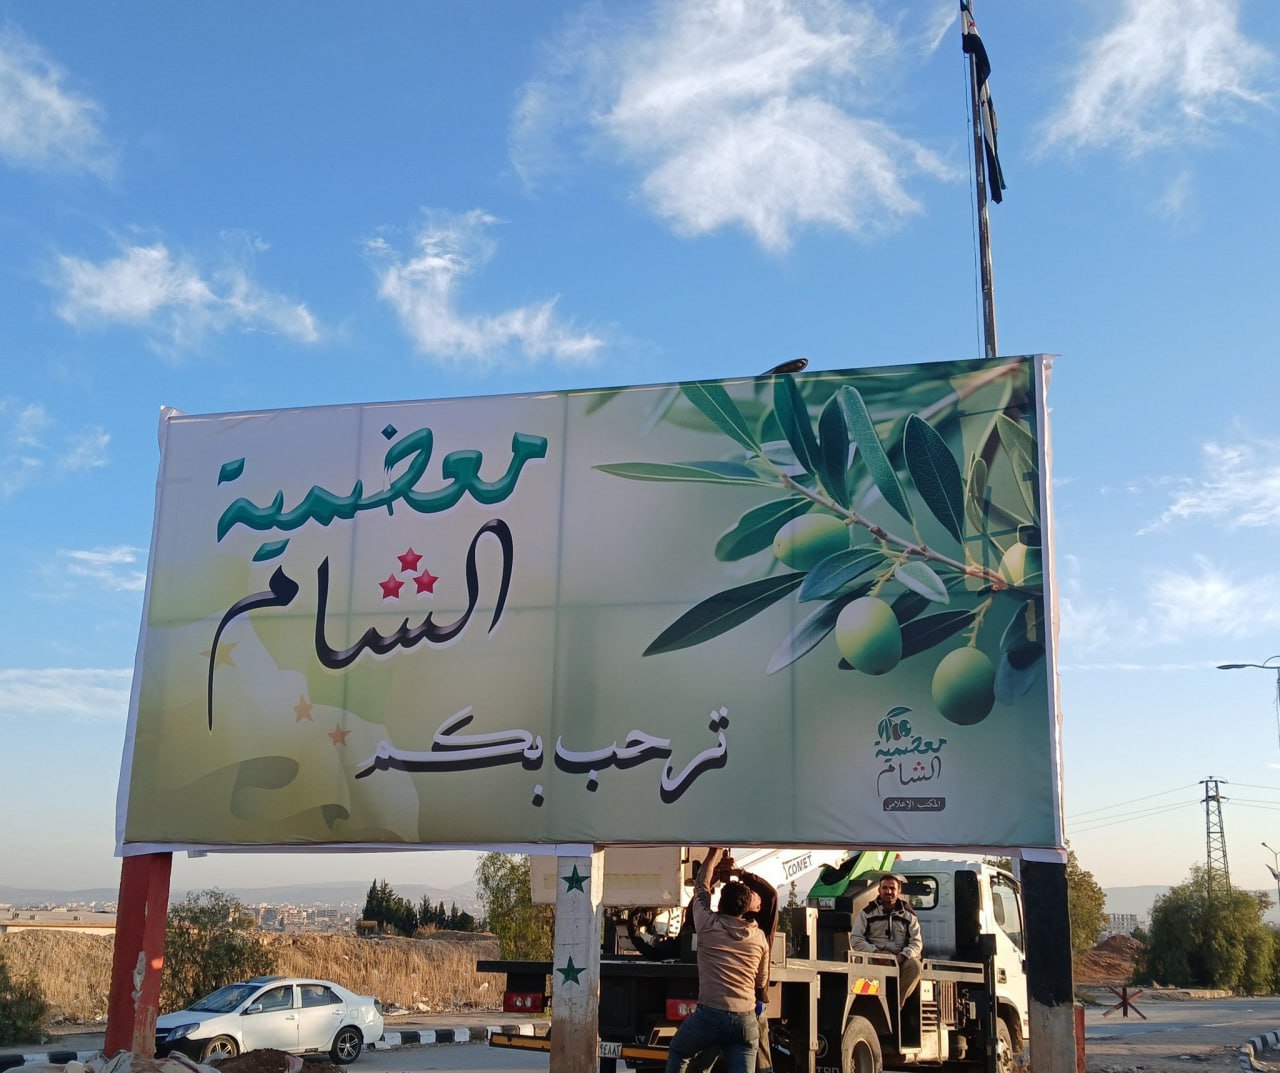 معضمية
الشام
ترحب بكم
معضمية
الشام
المكتب الإعلامي
COMET